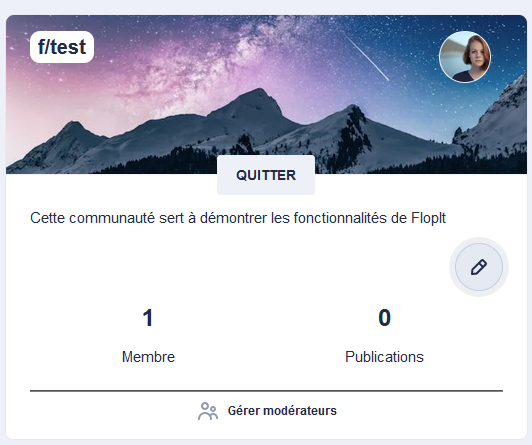 f/test
QUITTER
Cette communauté sert à démontrer les fonctionnalités de FlopIt
1
0
Membre
Publications
Gérer modérateurs